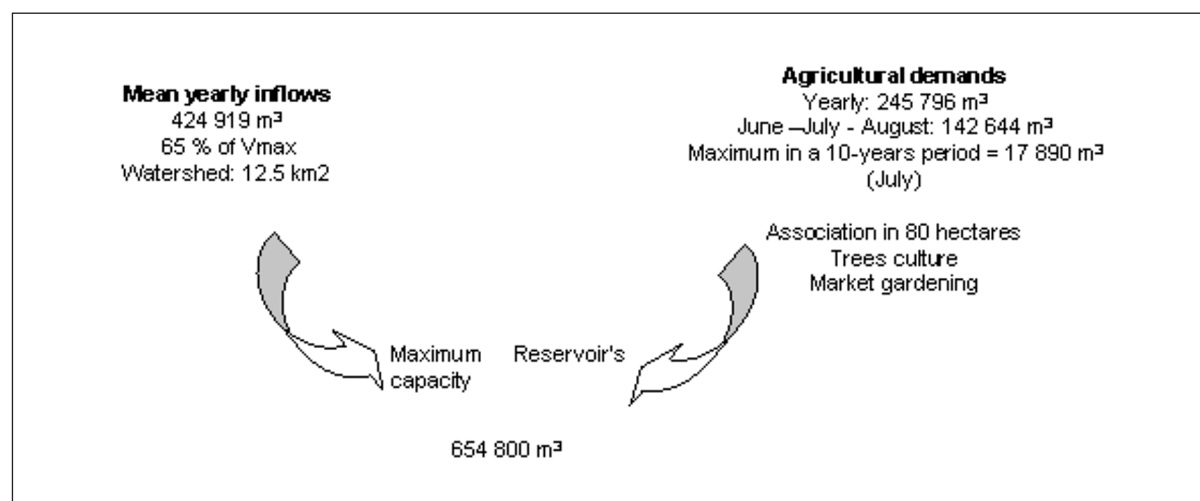 Mean yearly inflows
424 919 m³
65 % of Vmax
Watershed: 12.5 km2
Agricultural demands
Yearly: 245 796 m³
June –July - August: 142 644 m³
Maximum in a 10-years period = 17 890 m³
(July)
Association in 80 hectares
Trees culture
Market gardening
Maximum Reservoir's
capacity
654 800 m³